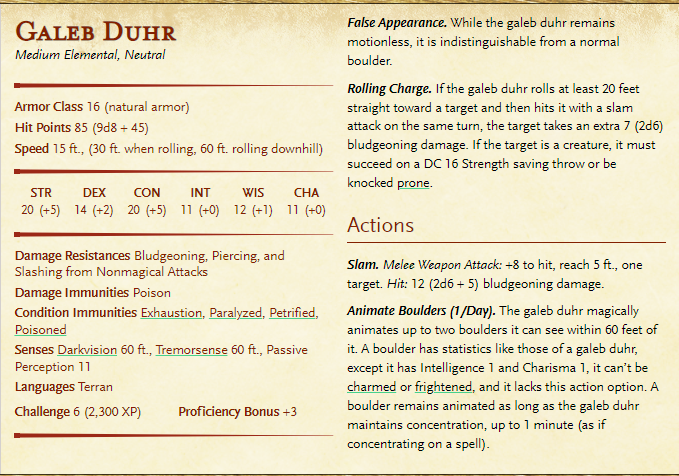 Galeb Duhr
Medium Elemental, Neutral
Armor Class 16 (natural armor)
Hit Points 85 (9d8 + 45)
Speed 15 ft., (30 ft. when rolling, 60 ft. rolling downhill)
STR DEX CON INT WIS CHA
20 (+5) 14 (+2) 20 (+5) 11 (+0) 12 (+1) 11 (+0)
Damage Resistances Bludgeoning, Piercing, and
Slashing from Nonmagical Attacks
Damage Immunities Poison
Condition Immunities Exhaustion, Paralyzed, Petrified,
Poisoned
Senses Darkvision 60 ft., Tremorsense 60 ft., Passive
Perception 11
Languages Terran
Challenge 6 (2,300 XP) Proficiency Bonus +3
False Appearance. While the galeb duhr remains
motionless, it is indistinguishable from a normal
boulder.
Rolling Charge. If the galeb duhr rolls at least 20 feet
straight toward a target and then hits it with a slam
attack on the same turn, the target takes an extra 7 (2d6)
bludgeoning damage. If the target is a creature, it must
succeed on a DC 16 Strength saving throw or be
knocked prone.
Actions
Slam. Melee Weapon Attack: +8 to hit, reach 5 ft., one
target. Hit: 12 (2d6 + 5) bludgeoning damage.
Animate Boulders (1/Day). The galeb duhr magically
animates up to two boulders it can see within 60 feet of
it. A boulder has statistics like those of a galeb duhr,
except it has Intelligence 1 and Charisma 1, it can't be
charmed or frightened, and it lacks this action option. A
boulder remains animated as long as the galeb duhr
maintains concentration, up to 1 minute (as if
concentrating on a spell).